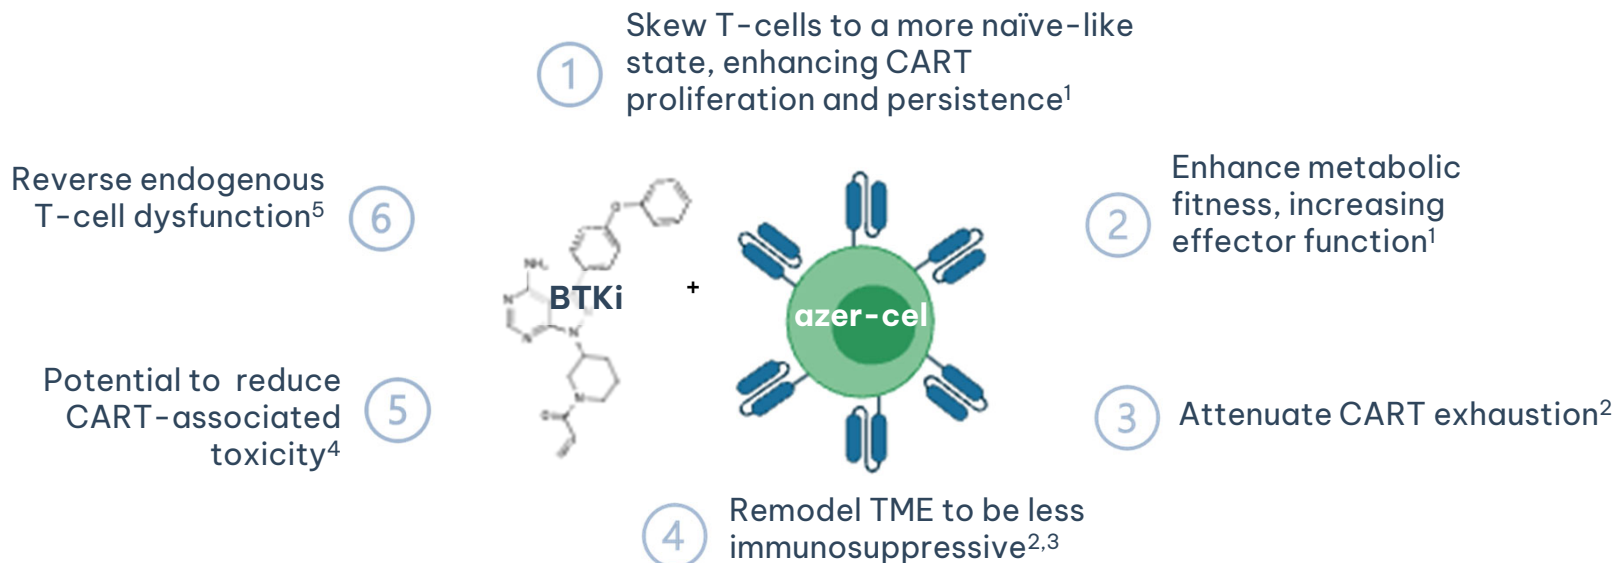 1
Skew T-cells to a more naïve-like
state, enhancing CART
proliferation and persistence¹
2
Enhance metabolic
fitness, increasing
effector function¹
3
Attenuate CART exhaustion²
4
Remodel TME to be less
immunosuppressive²,³
5
Potential to reduce
CART-associated
toxicity⁴
6
Reverse endogenous
T-cell dysfunction⁵
NH₂
N
N
N
N
O
O
BTKi
+
azer-cel